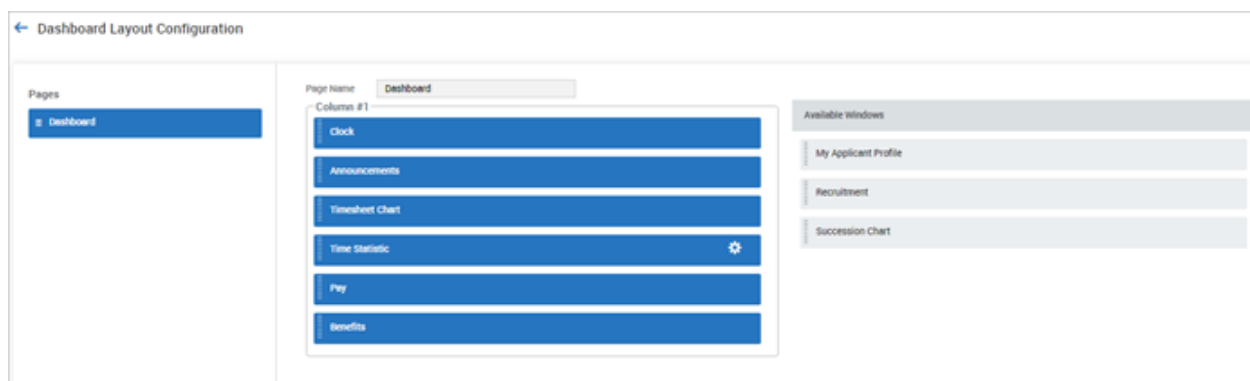 Dashboard Layout Configuration
Pages
Dashboard
Page Name
Dashboard
Column #1
Clock
Announcements
Timesheet Chart
Time Statistic
Pay
Benefits
Available Windows
My Applicant Profile
Recruitment
Succession Chart